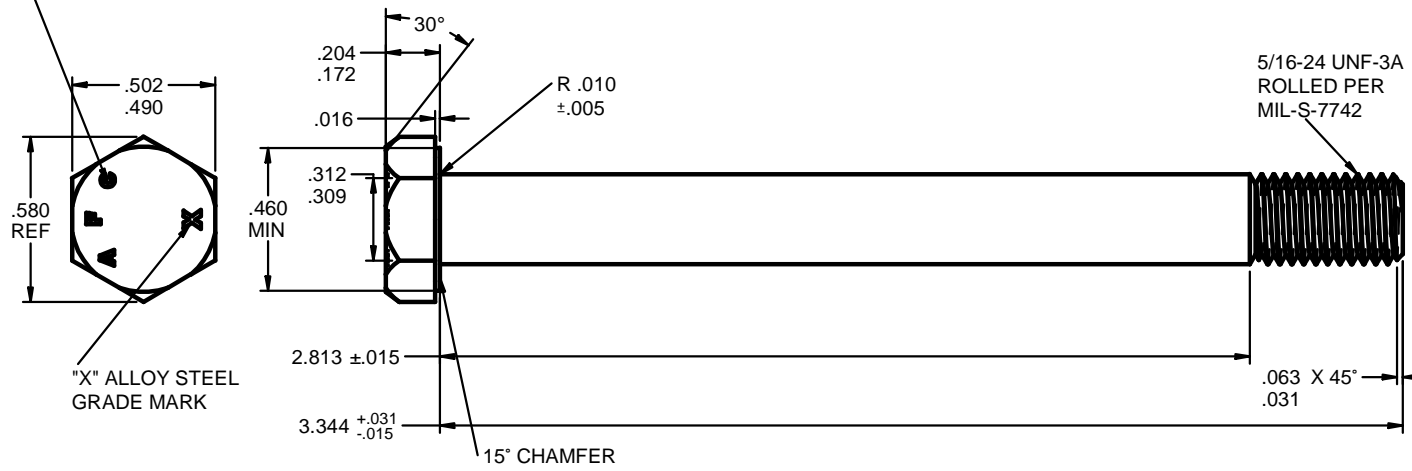 30°
.204
.172
5/16-24 UNF-3A
ROLLED PER
MIL-S-7742
.502
.490
R .010
±.005
.016
C
F
A
X
.580
REF
.312
.309
.460
MIN
2.813 ±.015
"X" ALLOY STEEL
GRADE MARK
.063 X 45°
.031
3.344 +.031
-.015
15° CHAMFER